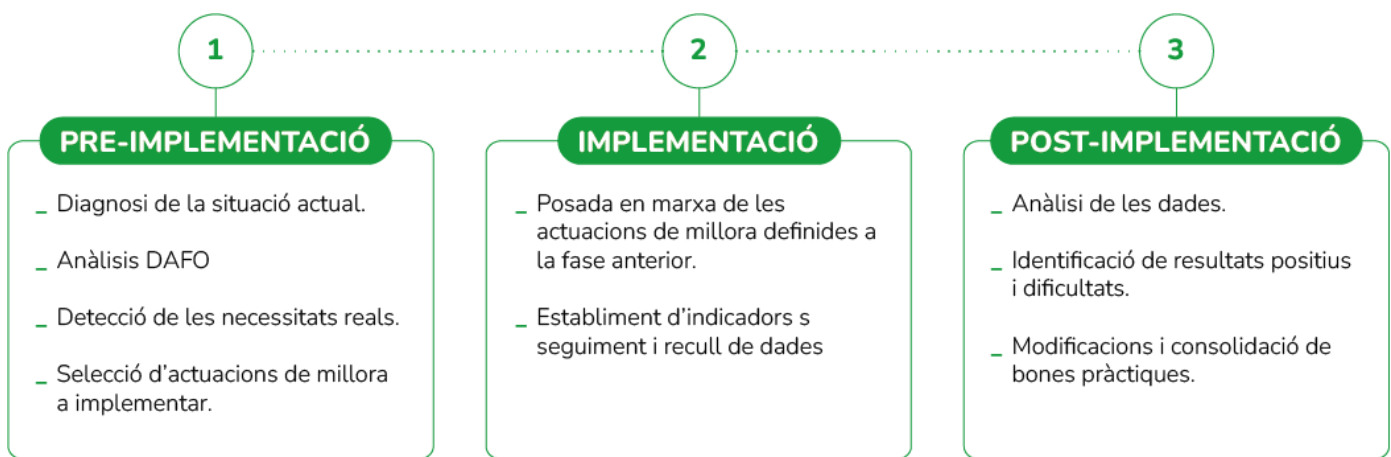 1
PRE-IMPLEMENTACIÓ
_ Diagnosi de la situació actual.
_ Anàlisis DAFO
_ Detecció de les necessitats reals.
_ Selecció d'actuacions de millora
a implementar.
2
IMPLEMENTACIÓ
_ Posada en marxa de les
actuacions de millora definides a
la fase anterior.
_ Establiment d'indicadors s
seguiment i recull de dades
3
POST-IMPLEMENTACIÓ
_ Anàlisi de les dades.
_ Identificació de resultats positius
i dificultats.
_ Modificacions i consolidació de
bones pràctiques.